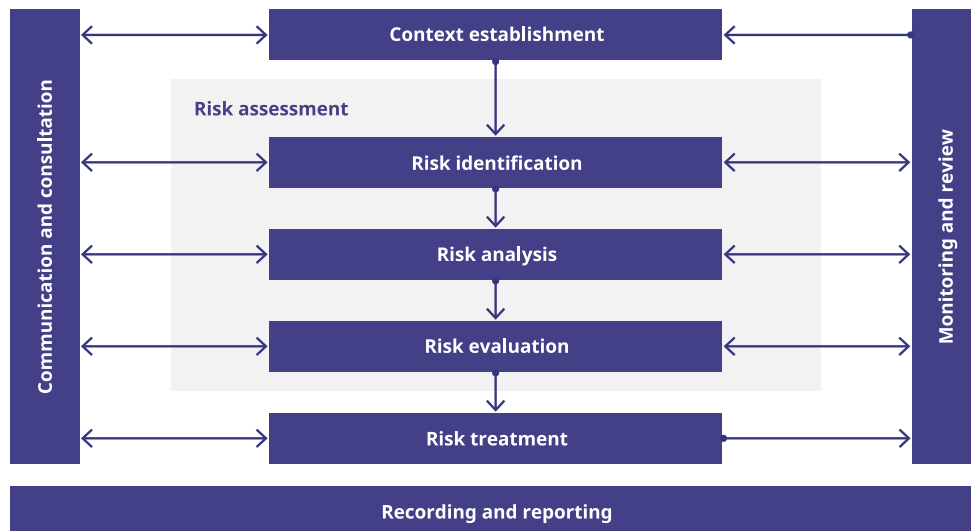 Context establishment
Risk assessment
Risk identification
Risk analysis
Risk evaluation
Risk treatment
Communication and consultation
Monitoring and review
Recording and reporting